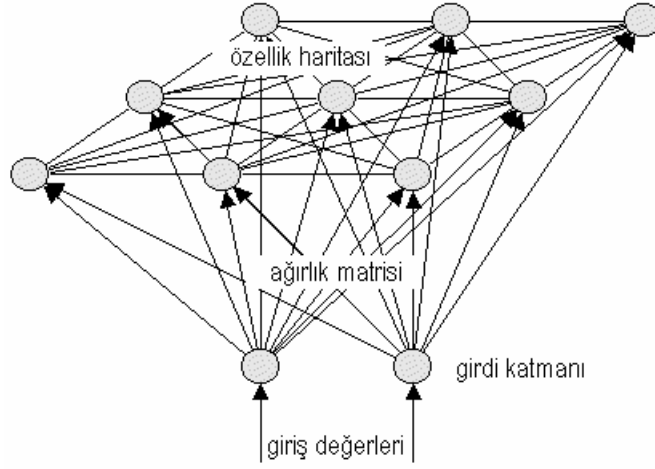 özellik haritası
ağırlık matrisi
girdi katmanı
giriş değerleri